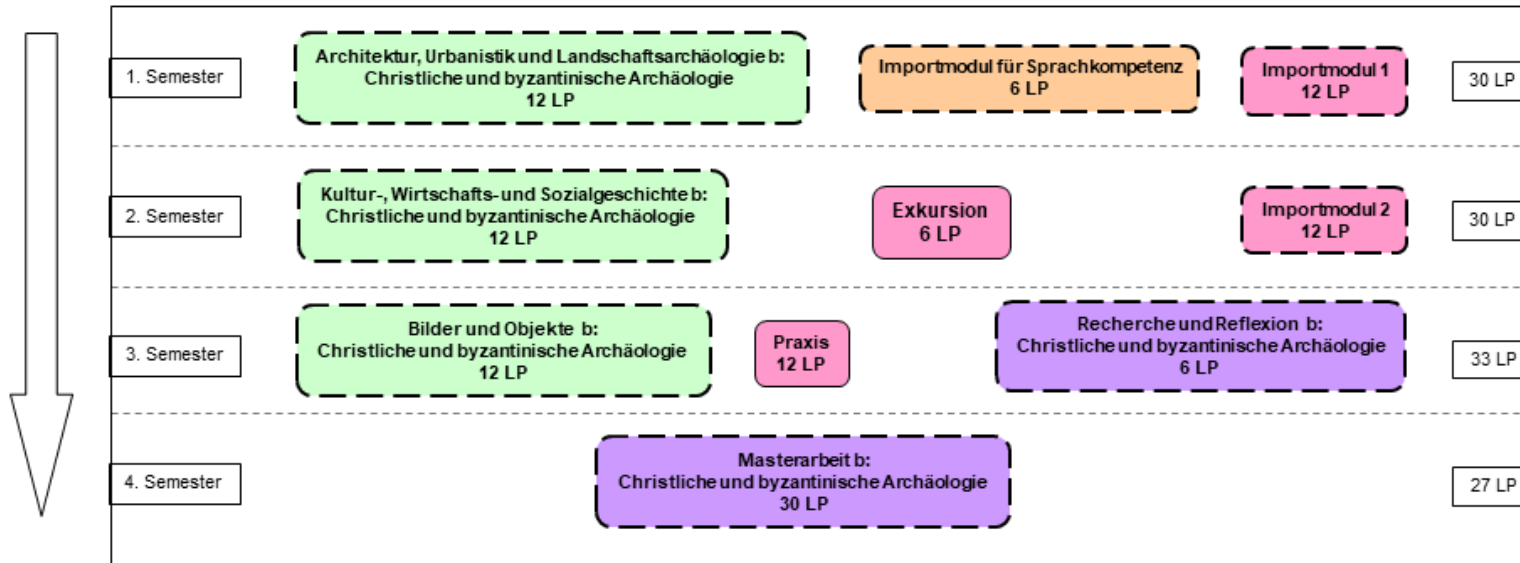 1. Semester
Architektur, Urbanistik und Landschaftsarchäologie b:
Christliche und byzantinische Archäologie
12 LP
Importmodul für Sprachkompetenz
6 LP
Importmodul 1
12 LP
30 LP
2. Semester
Kultur-, Wirtschafts- und Sozialgeschichte b:
Christliche und byzantinische Archäologie
12 LP
Exkursion
6 LP
Importmodul 2
12 LP
30 LP
3. Semester
Bilder und Objekte b:
Christliche und byzantinische Archäologie
12 LP
Praxis
12 LP
Recherche und Reflexion b:
Christliche und byzantinische Archäologie
6 LP
33 LP
4. Semester
Masterarbeit b:
Christliche und byzantinische Archäologie
30 LP
27 LP